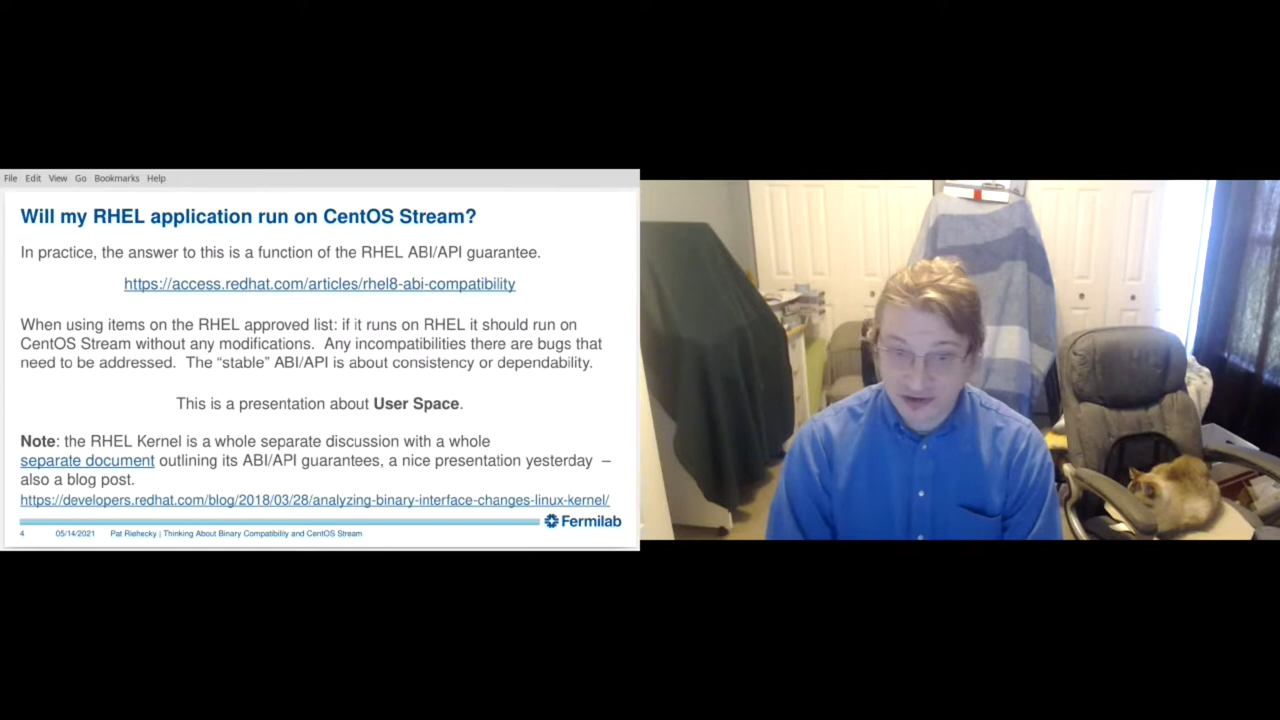 File Edit View Go Bookmarks Help
Will my RHEL application run on CentOS Stream?
In practice, the answer to this is a function of the RHEL ABI/API guarantee.
https://access.redhat.com/articles/rhel8-abi-compatibility
When using items on the RHEL approved list: if it runs on RHEL it should run on
CentOS Stream without any modifications. Any incompatibilities there are bugs that
need to be addressed. The “stable” ABI/API is about consistency or dependability.
This is a presentation about User Space.
Note: the RHEL Kernel is a whole separate discussion with a whole
separate document outlining its ABI/API guarantees, a nice presentation yesterday –
also a blog post.
https://developers.redhat.com/blog/2018/03/28/analyzing-binary-interface-changes-linux-kernel/
Fermilab
4 05/14/2021 Pat Riehecky | Thinking About Binary Compatibility and CentOS Stream